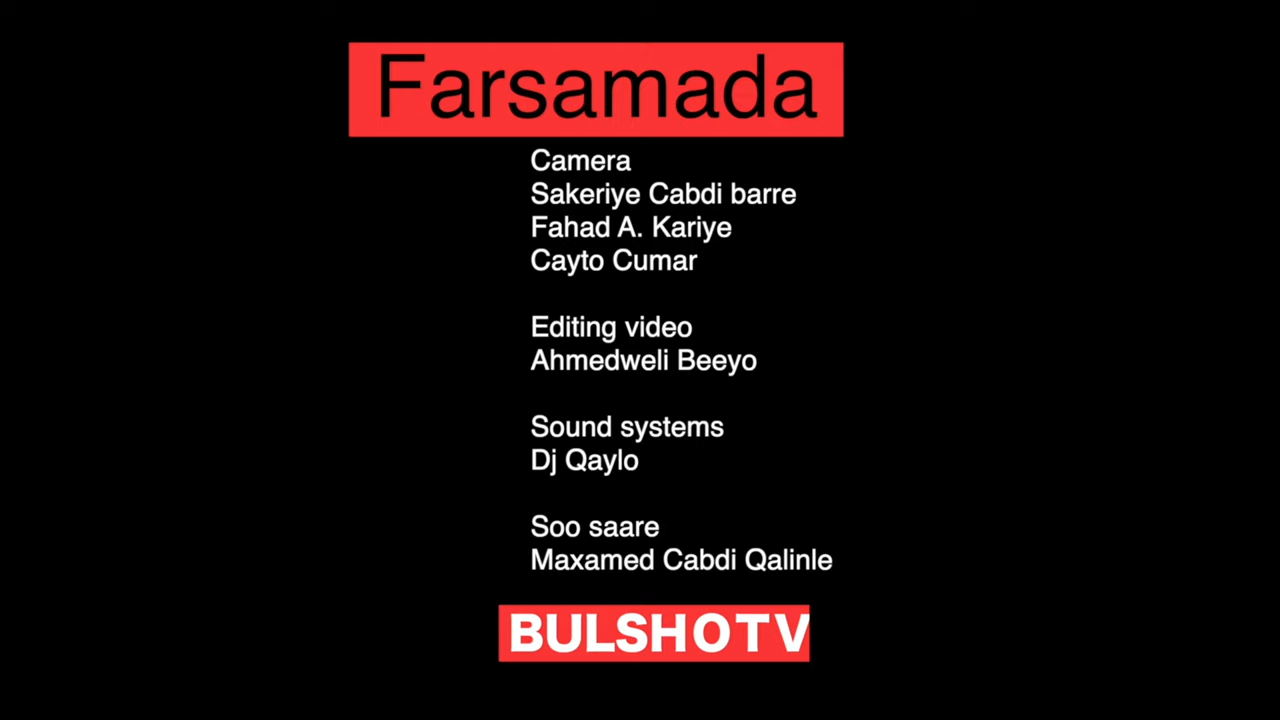 Farsamada
Camera
Sakeriye Cabdi barre
Fahad A. Kariye
Cayto Cumar
Editing video
Ahmedweli Beeyo
Sound systems
Dj Qaylo
Soo saare
Maxamed Cabdi Qalinle
BULSHOTV